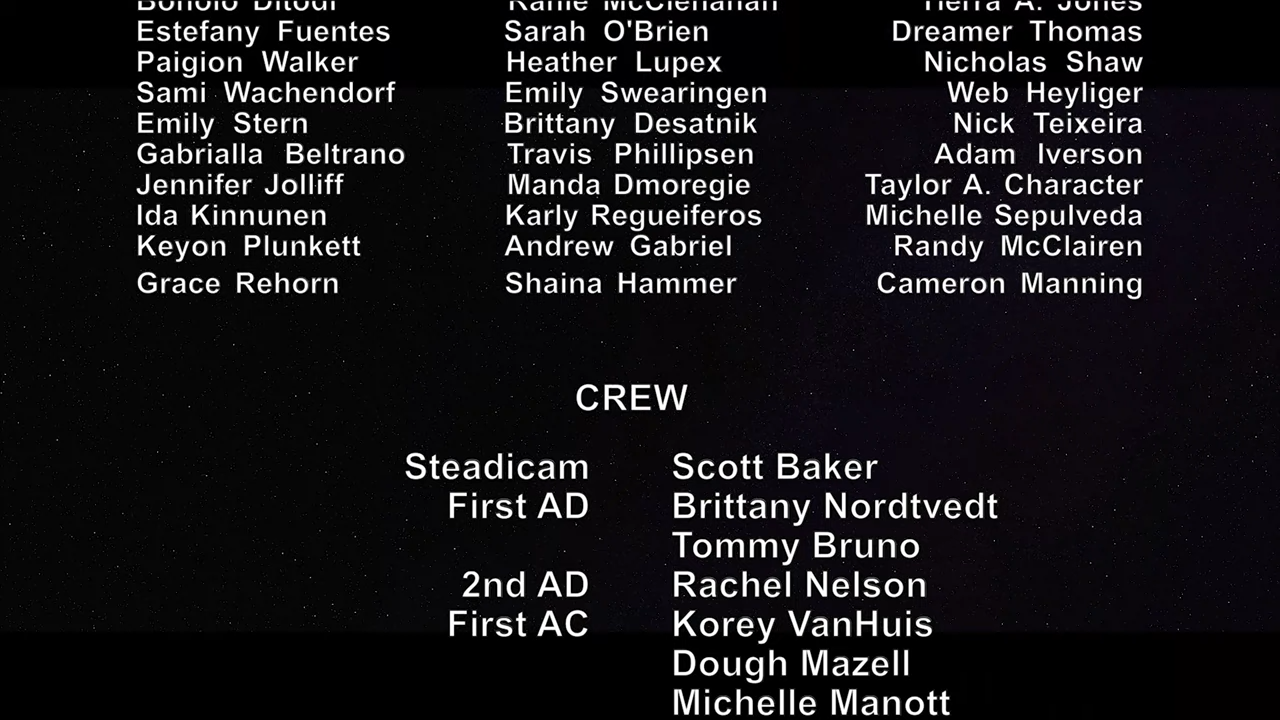 Estefany Fuentes Sarah O'Brien Dreamer Thomas
Paigion Walker Heather Lupex Nicholas Shaw
Sami Wachendorf Emily Swearingen Web Heyliger
Emily Stern Brittany Desatnik Nick Teixeira
Gabrialla Beltrano Travis Phillipsen Adam Iverson
Jennifer Jolliff Manda Dmoregie Taylor A. Character
Ida Kinnunen Karly Regueiferos Michelle Sepulveda
Keyon Plunkett Andrew Gabriel Randy McClairen
Grace Rehorn Shaina Hammer Cameron Manning
CREW
Steadicam Scott Baker
First AD Brittany Nordtvedt
Tommy Bruno
2nd AD Rachel Nelson
First AC Korey VanHuis
Dough Mazell
Michelle Manott